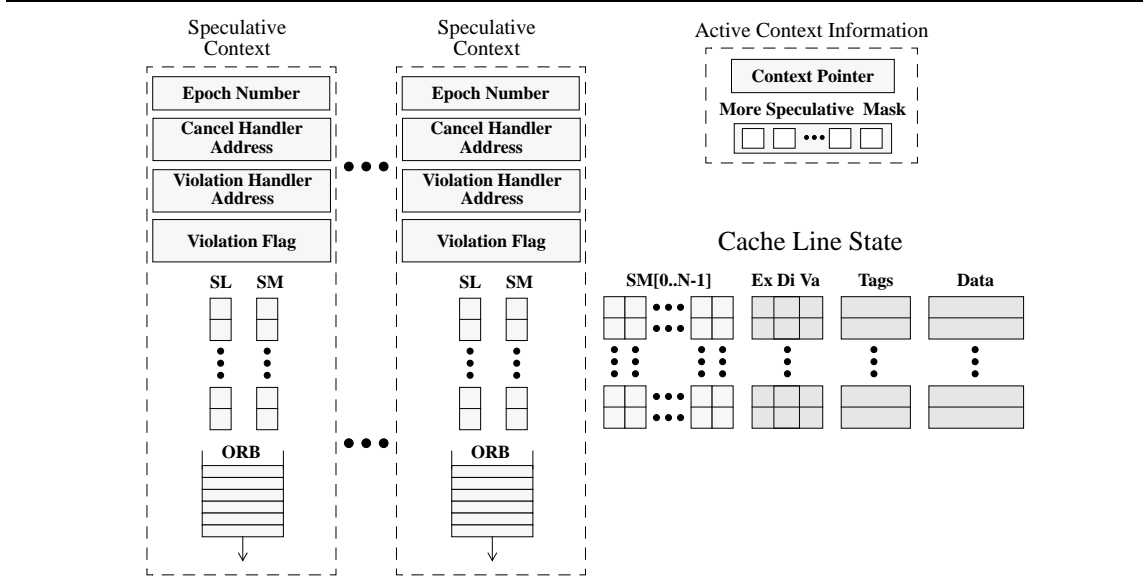 Speculative
Context
Epoch Number
Cancel Handler
Address
Violation Handler
Address
Violation Flag
SL SM
ORB
Speculative
Context
Epoch Number
Cancel Handler
Address
Violation Handler
Address
Violation Flag
SL SM
ORB
Active Context Information
Context Pointer
More Speculative Mask
Cache Line State
SM[0..N-1] Ex Di Va Tags Data